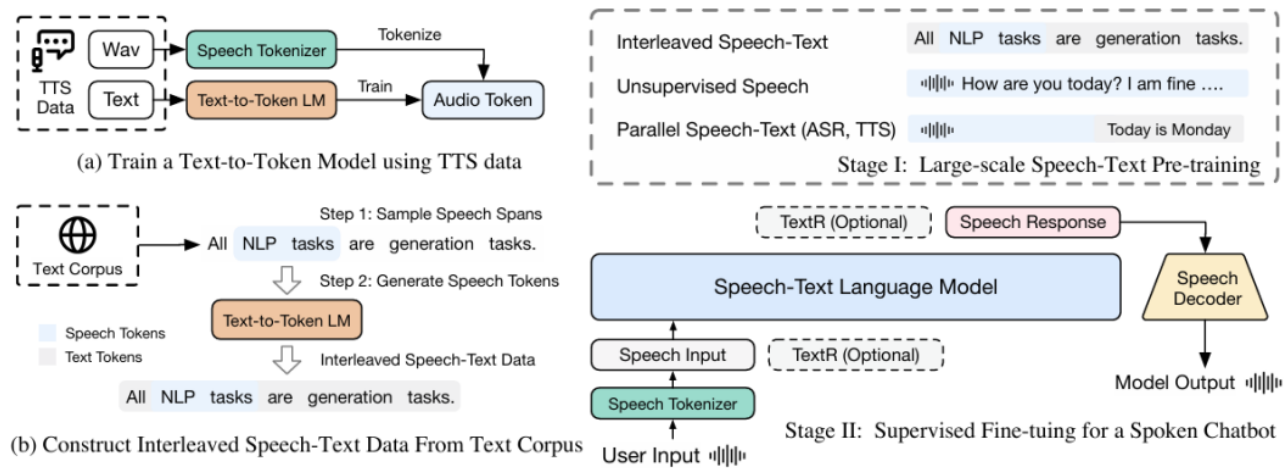 Wav
Speech Tokenizer
Tokenize
TTS
Data
Text
Text-to-Token LM
Train
Audio Token
(a) Train a Text-to-Token Model using TTS data
Text Corpus
Step 1: Sample Speech Spans
All NLP tasks are generation tasks.
Step 2: Generate Speech Tokens
Text-to-Token LM
Speech Tokens
Text Tokens
Interleaved Speech-Text Data
All NLP tasks are generation tasks.
(b) Construct Interleaved Speech-Text Data From Text Corpus
Interleaved Speech-Text
All NLP tasks are generation tasks.
Unsupervised Speech
How are you today? I am fine ....
Parallel Speech-Text (ASR, TTS)
Today is Monday
Stage I: Large-scale Speech-Text Pre-training
TextR (Optional)
Speech Response
Speech-Text Language Model
Speech
Decoder
Speech Input
TextR (Optional)
Model Output
Speech Tokenizer
User Input
Stage II: Supervised Fine-tuing for a Spoken Chatbot